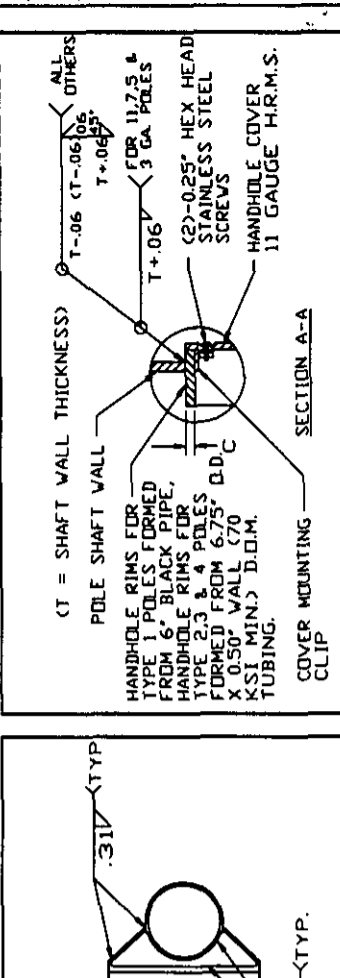 (T = SHAFT WALL THICKNESS)
POLE SHAFT WALL
T-.06 (T-.06)
.06
45°
T+.06
ALL
OTHERS
FOR 11,7,5 &
3 GA. POLES
T+.06
HANDHOLE RIMS FOR
TYPE 1 POLES FORMED
FROM 6" BLACK PIPE,
HANDHOLE RIMS FOR
TYPE 2,3 & 4 POLES
FORMED FROM 6.75" O.D.
X 0.50" WALL (70
KSI MIN.) D.O.M.
TUBING.
C
(2)-0.25" HEX HEAD
STAINLESS STEEL
SCREWS
HANDHOLE COVER
11 GAUGE H.R.M.S.
COVER MOUNTING
CLIP
SECTION A-A
.31
TYP
TYP.